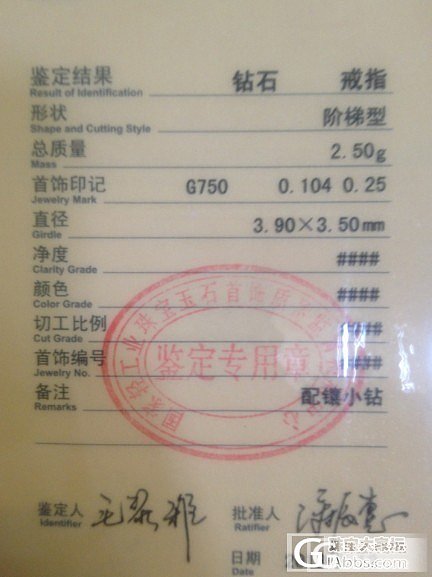 鉴定结果 钻石 戒指
Result of Identification
形状 阶梯型
Shape and Cutting Style
总质量 2.50g
Mass
首饰印记 G750 0.104 0.25
Jewelry Mark
直径 3.90×3.50mm
Girdle
净度 ####
Clarity Grade
颜色 ####
Color Grade
切工比例 ####
Cut Grade
首饰编号 ####
Jewelry No.
备注 配镶小钻
Remarks
鉴定专用章
鉴定人 批准人
Identifier Ratifier
日期
Date